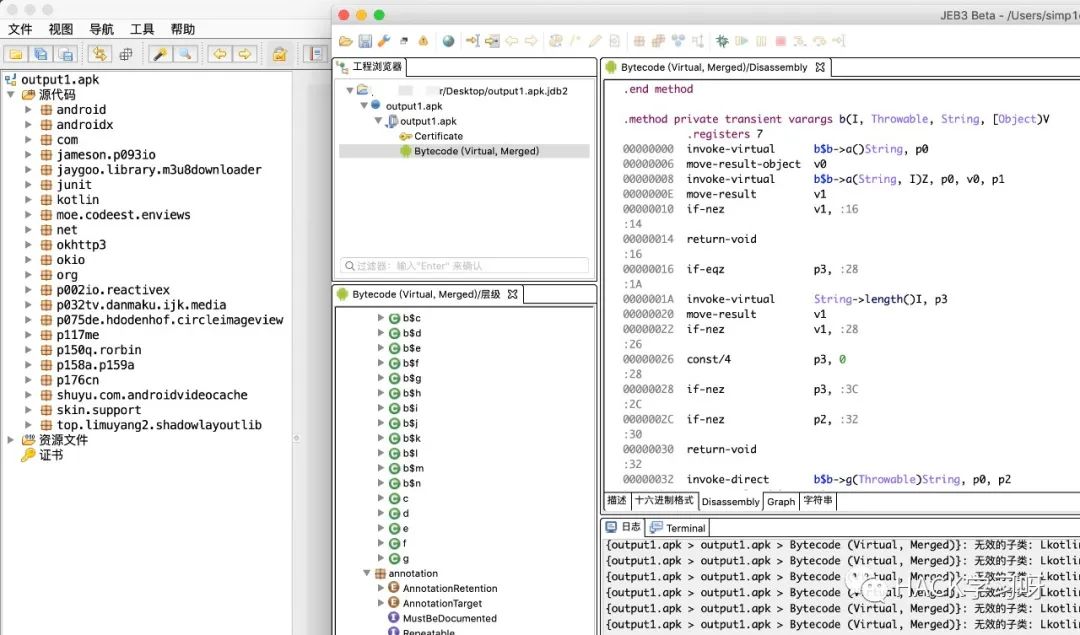 文件 视图 导航 工具 帮助
output1.apk
源代码
android
androidx
com
jameson.p093io
jaygoo.library.m3u8downloader
junit
kotlin
moe.codeest.enviews
net
okhttp3
okio
org
p002io.reactivex
p032tv.danmaku.ijk.media
p075de.hdodenhof.circleimageview
p117me
p150q.rorbin
p158a.p159a
p176cn
shuyu.com.androidvideocache
skin.support
top.limuyang2.shadowlayoutlib
资源文件
证书
JEB3 Beta - /Users/simp1
工程浏览器
r/Desktop/output1.apk.jdb2
output1.apk
output1.apk
Certificate
Bytecode (Virtual, Merged)
过滤器：输入"Enter" 来确认
Bytecode (Virtual, Merged)/层级
b$c
b$d
b$e
b$f
b$g
b$h
b$i
b$j
b$k
b$l
b$m
b$n
c
d
e
f
g
annotation
AnnotationRetention
AnnotationTarget
MustBeDocumented
Repeatable
Bytecode (Virtual, Merged)/Disassembly
.end method
.method private transient varargs b(I, Throwable, String, [Object)V
.registers 7
00000000 invoke-virtual b$b->a()String, p0
00000006 move-result-object v0
00000008 invoke-virtual b$b->a(String, I)Z, p0, v0, p1
0000000E move-result v1
00000010 if-nez v1, :16
:14
00000014 return-void
:16
00000016 if-eqz p3, :28
:1A
0000001A invoke-virtual String->length()I, p3
00000020 move-result v1
00000022 if-nez v1, :28
:26
00000026 const/4 p3, 0
:28
00000028 if-nez p3, :3C
:2C
0000002C if-nez p2, :32
:30
00000030 return-void
:32
00000032 invoke-direct b$b->g(Throwable)String, p0, p2
描述 十六进制格式 Disassembly Graph 字符串
日志 Terminal
{output1.apk > output1.apk > Bytecode (Virtual, Merged)}: 无效的子类: Lkotlin
{output1.apk > output1.apk > Bytecode (Virtual, Merged)}: 无效的子类: Lkotlin
{output1.apk > output1.apk > Bytecode (Virtual, Merged)}: 无效的子类: Lkotlin
{output1.apk > output1.apk > Bytecode (Virtual, Merged)}: 无效的子类: Lkotlin
{output1.apk > output1.apk > Bytecode (Virtual, Merged)}: 无效的子类: Lkotlin
{output1.apk > output1.apk > Bytecode (Virtual, Merged)}: 无效的子类: Lkotlin
HACK学习呀